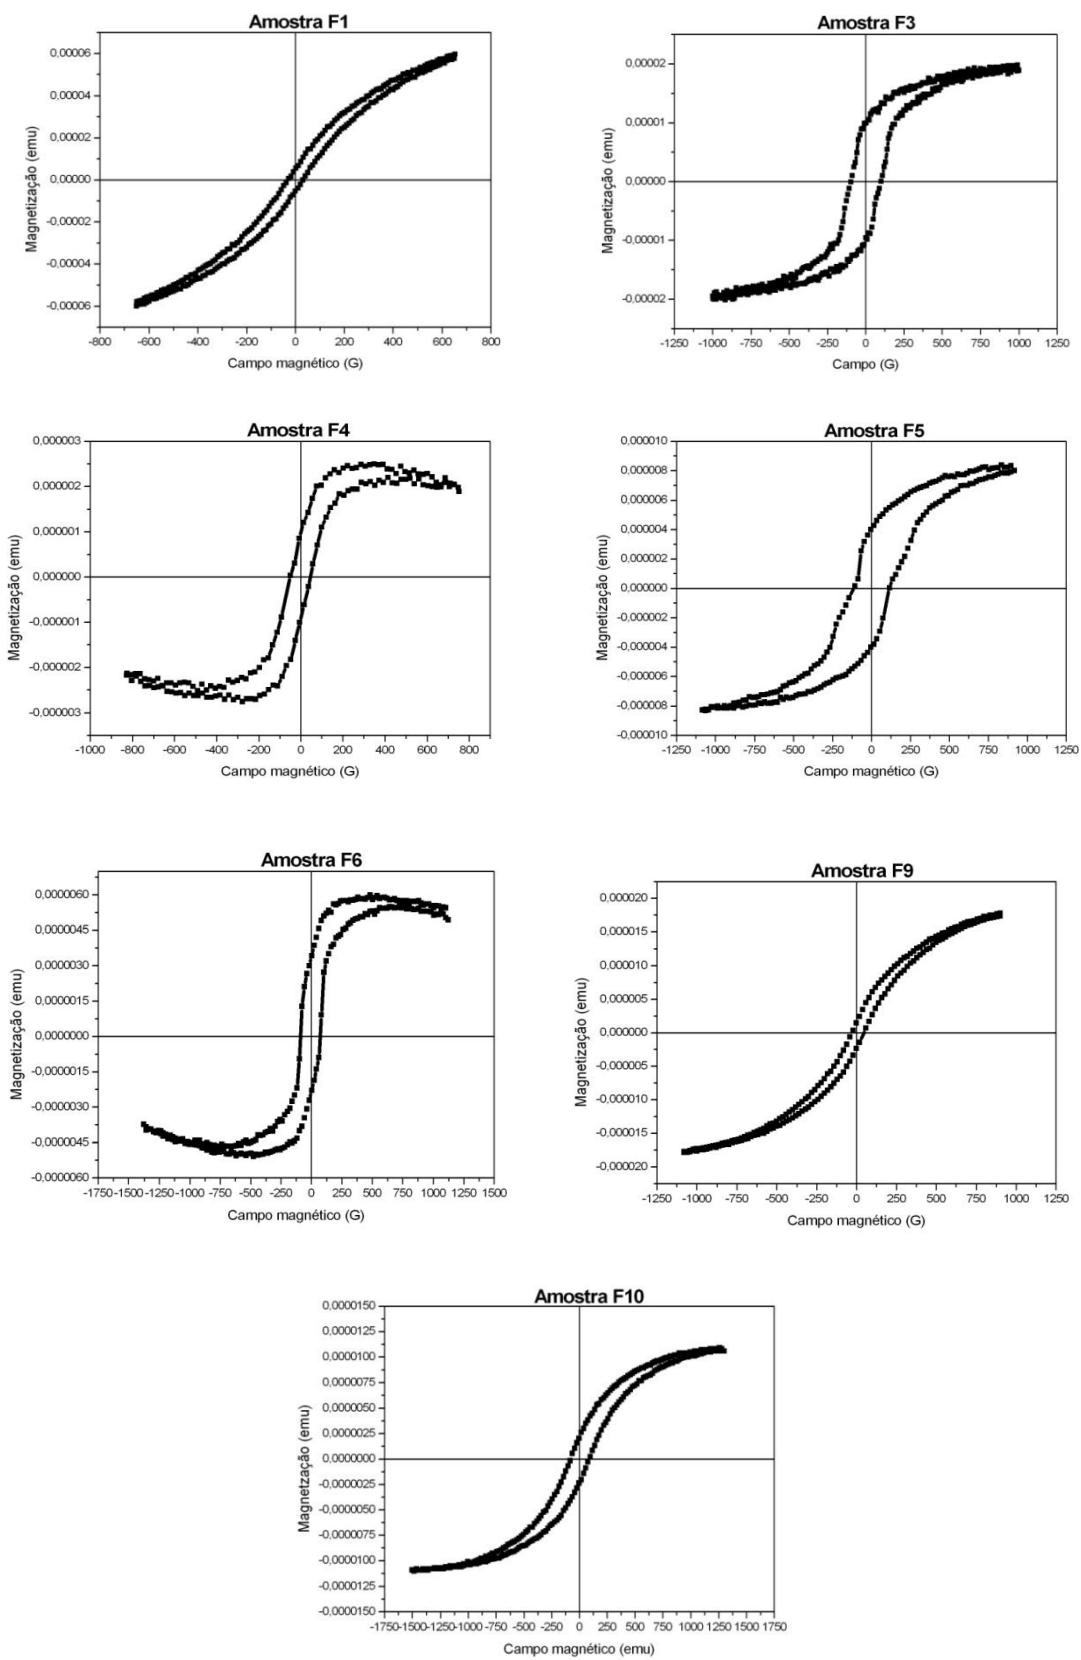 Amostra F1
0,00006
0,00004
0,00002
0,00000
-0,00002
-0,00004
-0,00006
Magnetização (emu)
-800 -600 -400 -200 0 200 400 600 800
Campo magnético (G)
Amostra F3
0,00002
0,00001
0,00000
-0,00001
-0,00002
Magnetização (emu)
-1250 -1000 -750 -500 -250 0 250 500 750 1000 1250
Campo (G)
Amostra F4
0,000003
0,000002
0,000001
0,000000
-0,000001
-0,000002
-0,000003
Magnetização (emu)
-1000 -800 -600 -400 -200 0 200 400 600 800
Campo magnético (G)
Amostra F5
0,000010
0,000008
0,000006
0,000004
0,000002
0,000000
-0,000002
-0,000004
-0,000006
-0,000008
-0,000010
Magnetização (emu)
-1250 -1000 -750 -500 -250 0 250 500 750 1000 1250
Campo magnético (G)
Amostra F6
0,0000060
0,0000045
0,0000030
0,0000015
0,0000000
-0,0000015
-0,0000030
-0,0000045
-0,0000060
Magnetização (emu)
-1750 -1500 -1250 -1000 -750 -500 -250 0 250 500 750 1000 1250 1500
Campo magnético (G)
Amostra F9
0,000020
0,000015
0,000010
0,000005
0,000000
-0,000005
-0,000010
-0,000015
-0,000020
Magnetização (emu)
-1250 -1000 -750 -500 -250 0 250 500 750 1000 1250
Campo magnético (G)
Amostra F10
0,0000150
0,0000125
0,0000100
0,0000075
0,0000050
0,0000025
0,0000000
-0,0000025
-0,0000050
-0,0000075
-0,0000100
-0,0000125
-0,0000150
Magnetzação (emu)
-1750 -1500 -1250 -1000 -750 -500 -250 0 250 500 750 1000 1250 1500 1750
Campo magnético (emu)